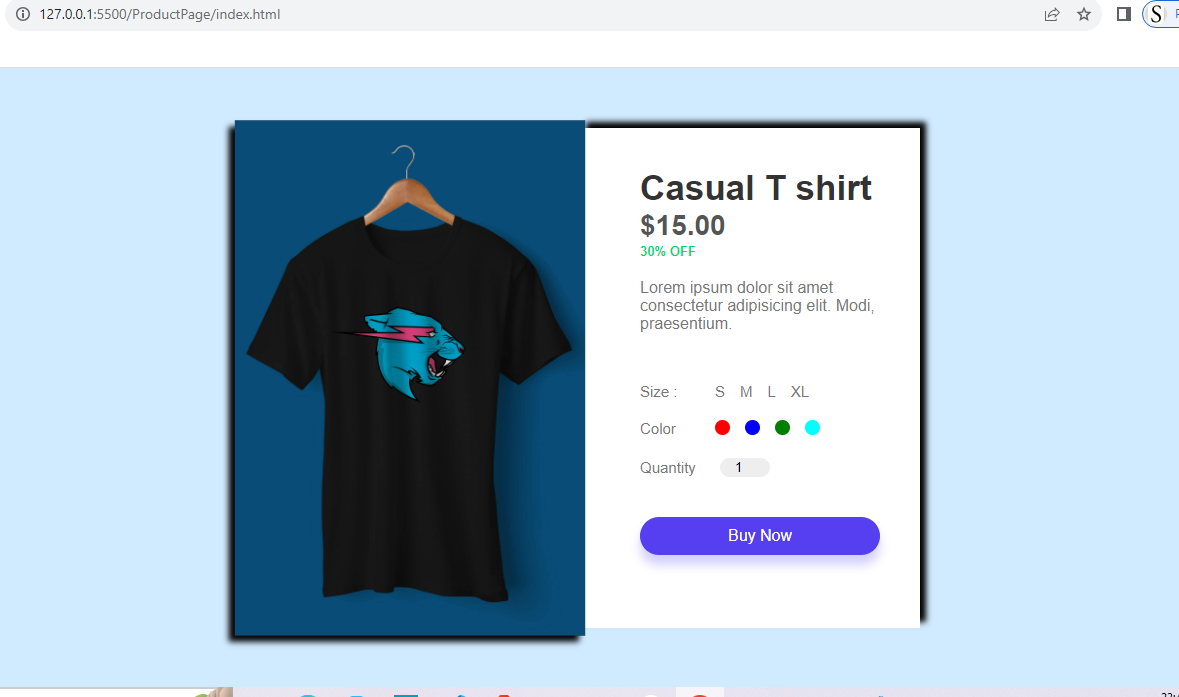 127.0.0.1:5500/ProductPage/index.html
S
Casual T shirt
$15.00
30% OFF
Lorem ipsum dolor sit amet
consectetur adipisicing elit. Modi,
praesentium.
Size : S M L XL
Color
Quantity 1
Buy Now